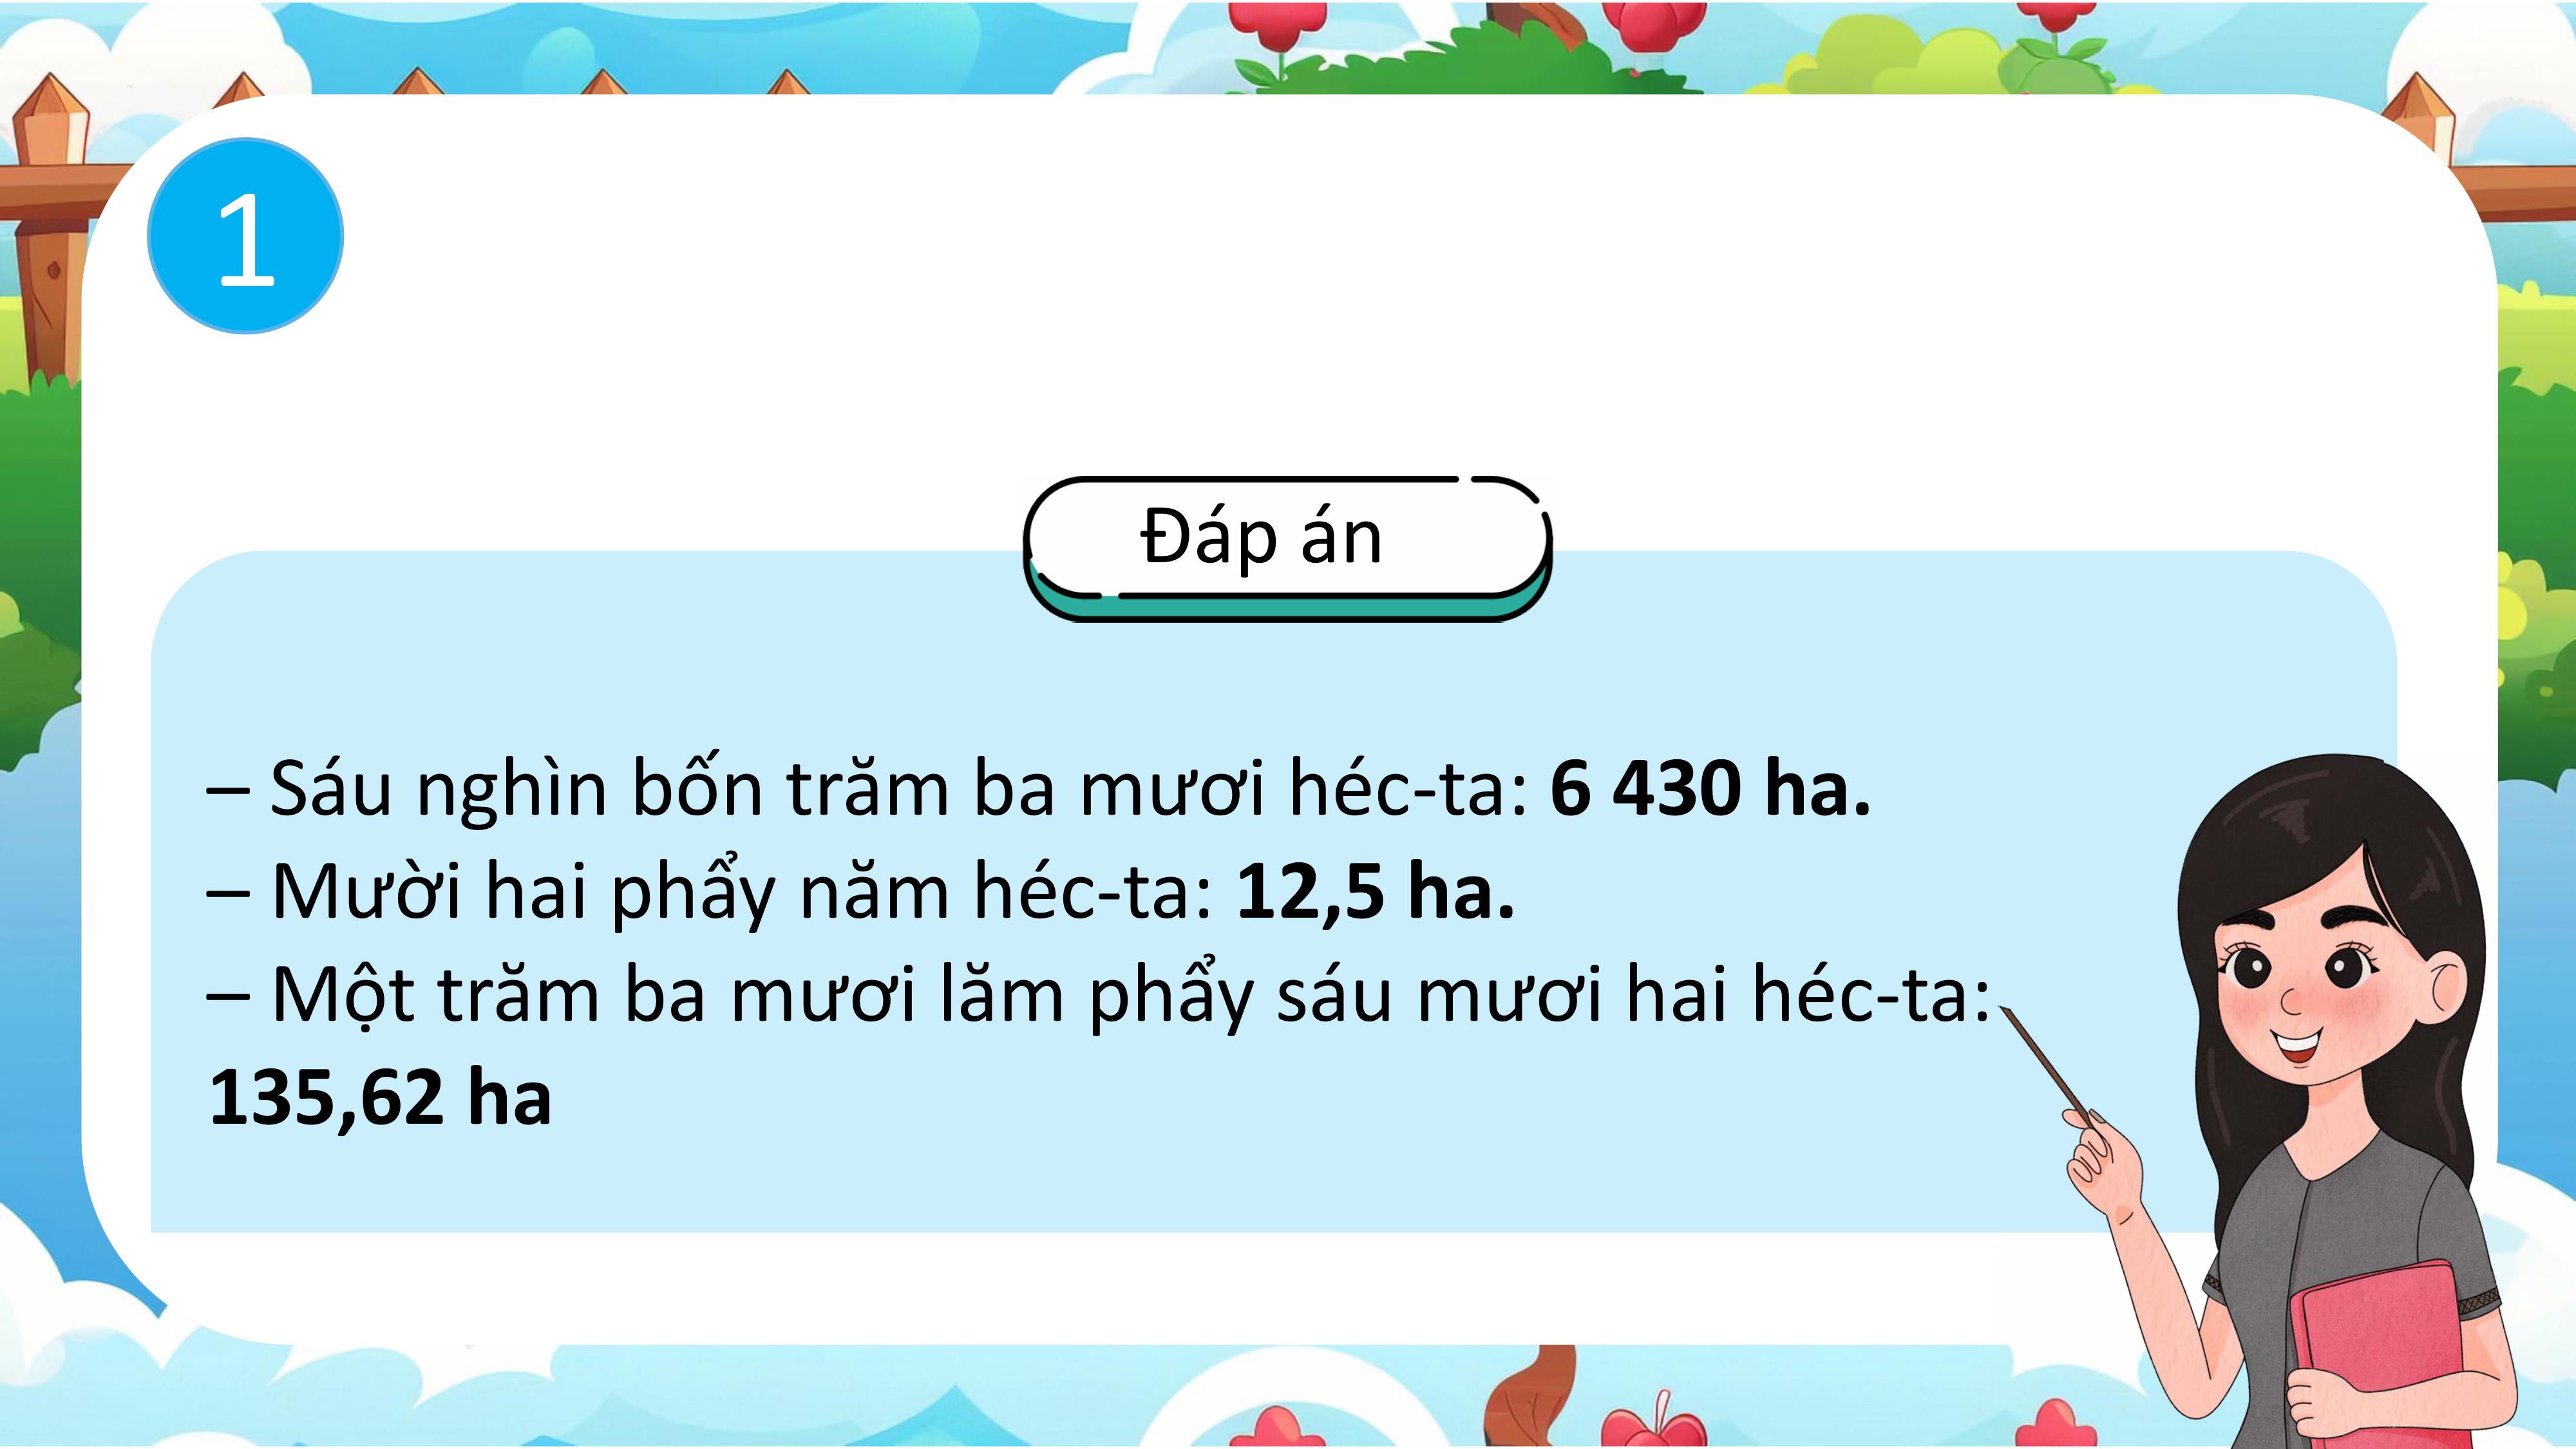 1
Đáp án
– Sáu nghìn bốn trăm ba mươi héc-ta: 6 430 ha.
– Mười hai phẩy năm héc-ta: 12,5 ha.
– Một trăm ba mươi lăm phẩy sáu mươi hai héc-ta:
135,62 ha